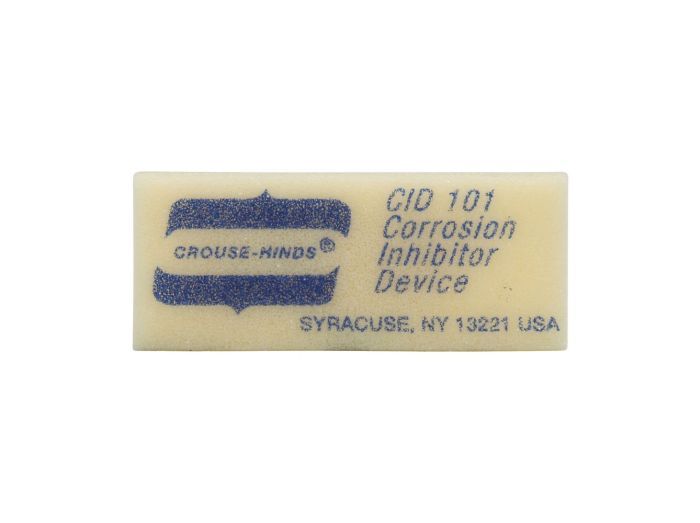 CROUSE-HINDS®
CID 101
Corrosion
Inhibitor
Device
SYRACUSE, NY 13221 USA